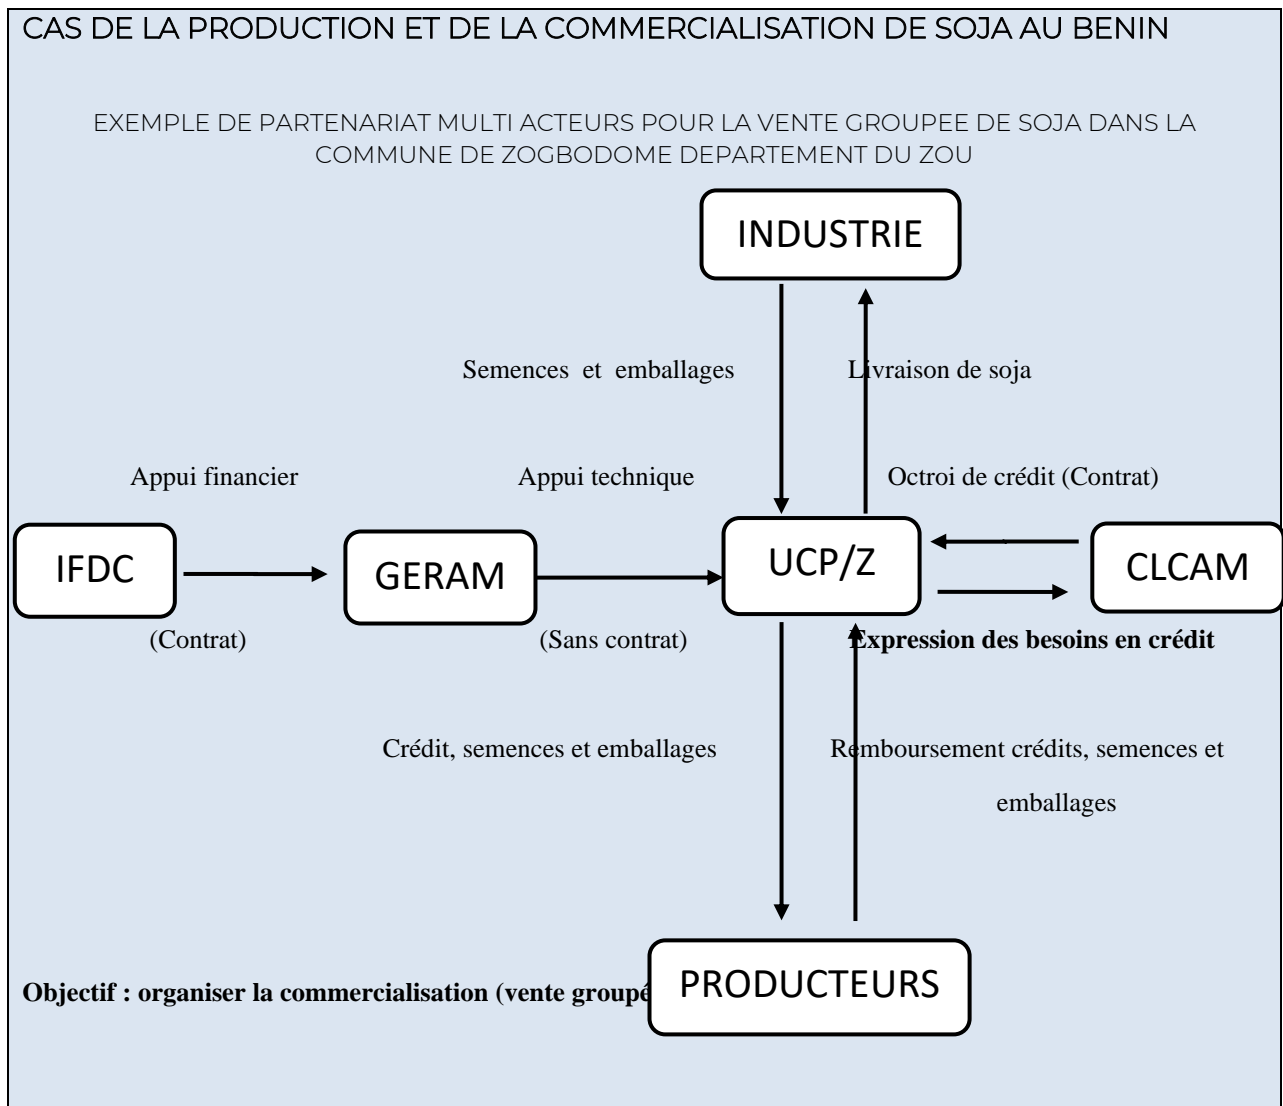 CAS DE LA PRODUCTION ET DE LA COMMERCIALISATION DE SOJA AU BENIN
EXEMPLE DE PARTENARIAT MULTI ACTEURS POUR LA VENTE GROUPEE DE SOJA DANS LA
COMMUNE DE ZOGBODOME DEPARTEMENT DU ZOU
INDUSTRIE
Semences et emballages
Livraison de soja
Appui financier
Appui technique
Octroi de crédit (Contrat)
IFDC
GERAM
UCP/Z
CLCAM
(Contrat)
(Sans contrat)
Expression des besoins en crédit
Crédit, semences et emballages
Remboursement crédits, semences et
emballages
PRODUCTEURS
Objectif : organiser la commercialisation (vente groupé